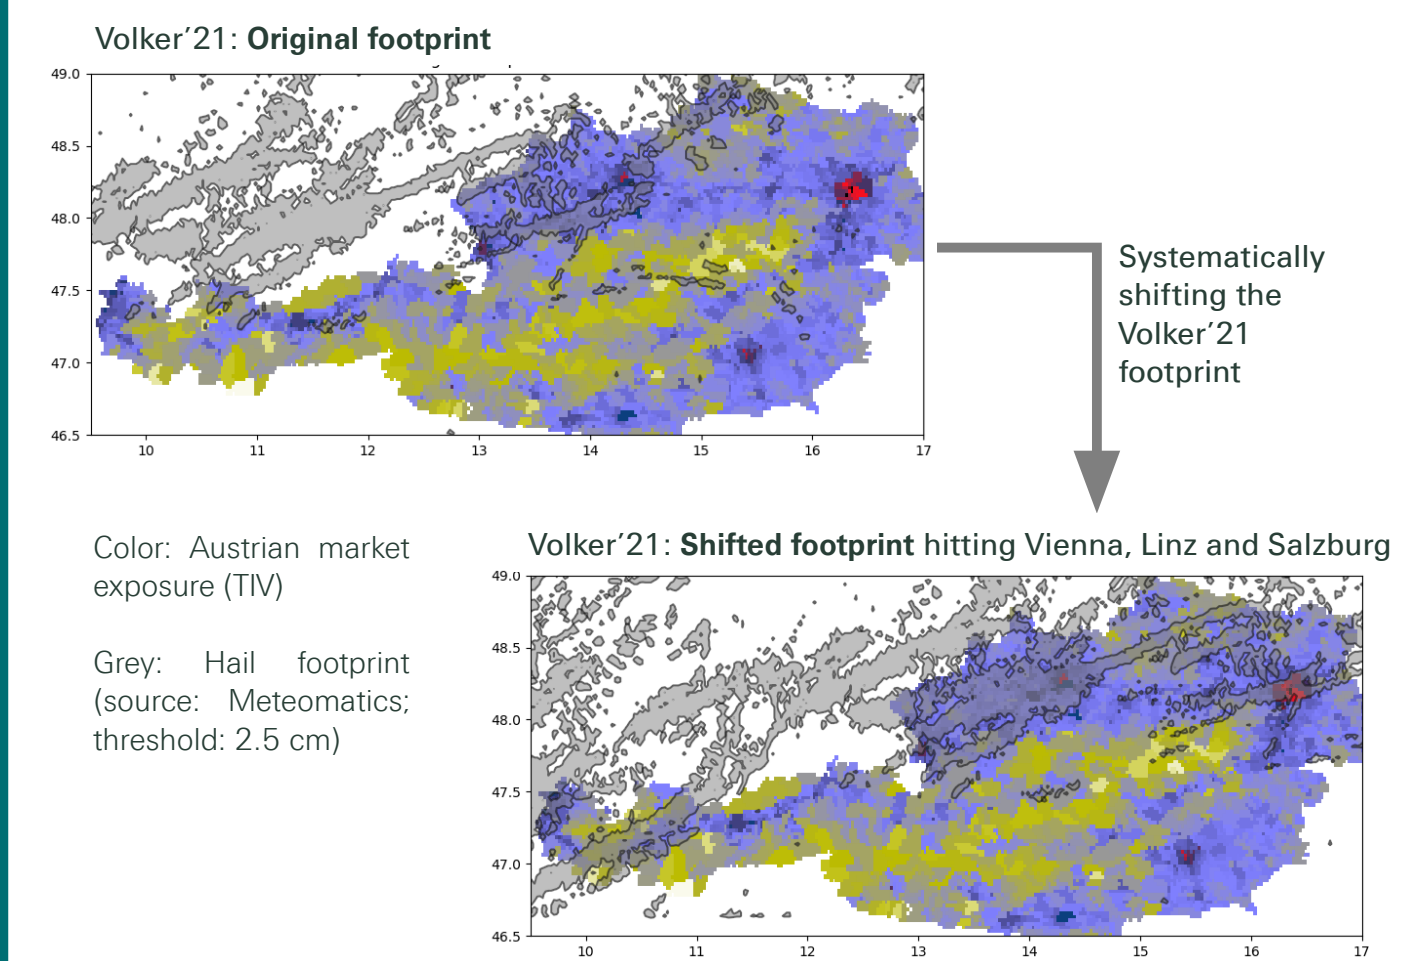 Volker’21: Original footprint
49.0
48.5
48.0
47.5
47.0
46.5
10 11 12 13 14 15 16 17
Systematically
shifting the
Volker’21
footprint
Color: Austrian market
exposure (TIV)
Grey: Hail footprint
(source: Meteomatics;
threshold: 2.5 cm)
Volker’21: Shifted footprint hitting Vienna, Linz and Salzburg
49.0
48.5
48.0
47.5
47.0
46.5
10 11 12 13 14 15 16 17